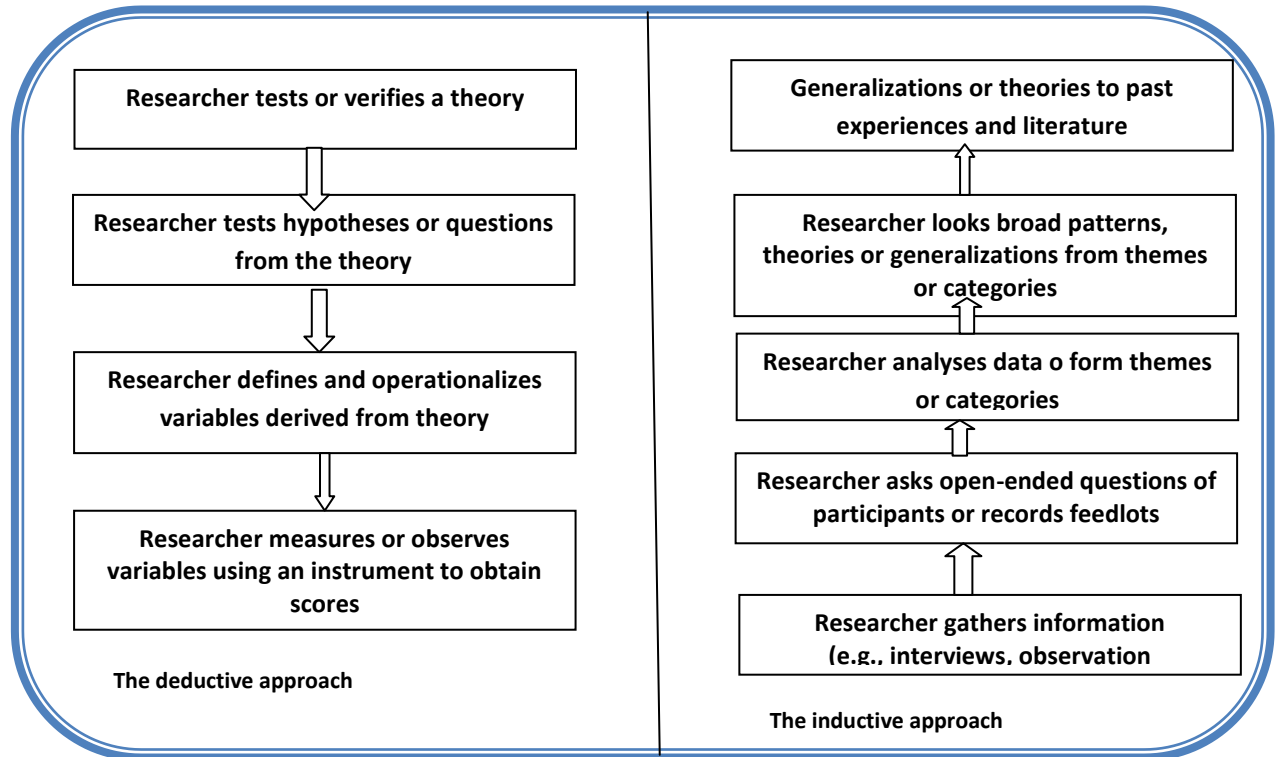 Researcher tests or verifies a theory
Researcher tests hypotheses or questions
from the theory
Researcher defines and operationalizes
variables derived from theory
Researcher measures or observes
variables using an instrument to obtain
scores
The deductive approach
Generalizations or theories to past
experiences and literature
Researcher looks broad patterns,
theories or generalizations from themes
or categories
Researcher analyses data o form themes
or categories
Researcher asks open-ended questions of
participants or records feedlots
Researcher gathers information
(e.g., interviews, observation
The inductive approach